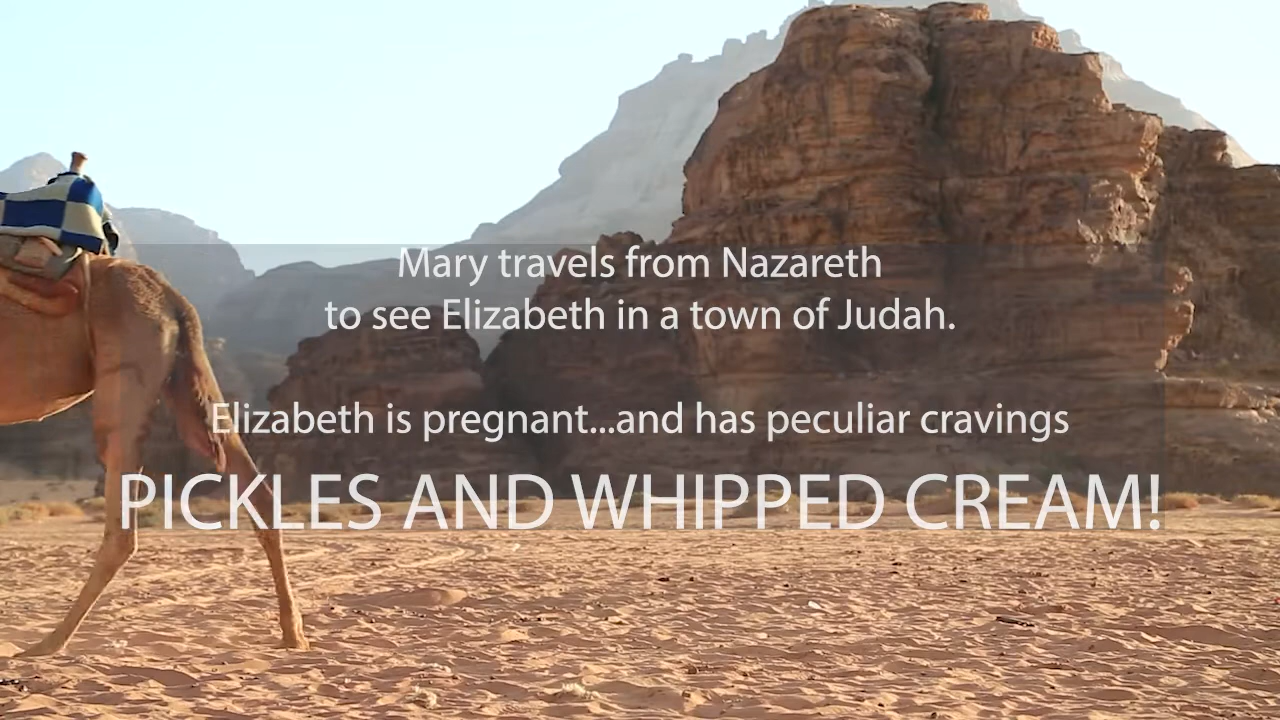 Mary travels from Nazareth
to see Elizabeth in a town of Judah.
Elizabeth is pregnant...and has peculiar cravings
PICKLES AND WHIPPED CREAM!